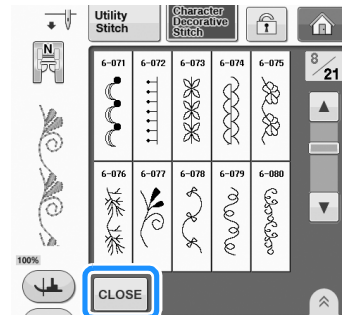 Utility
Stitch
Character
Decorative
Stitch
N
8
21
6-071 6-072 6-073 6-074 6-075
6-076 6-077 6-078 6-079 6-080
100%
CLOSE